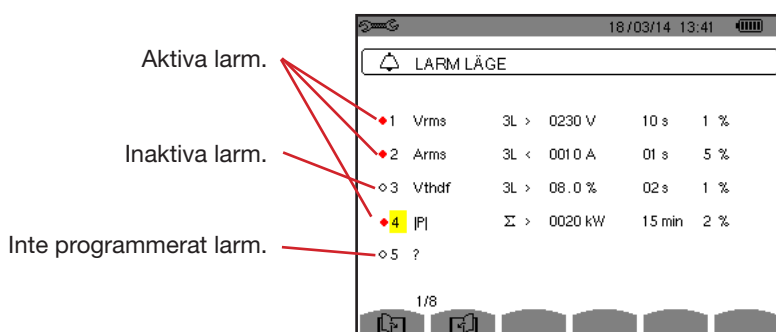 18/03/14 13:41
LARM LÄGE
Aktiva larm.
1 Vrms 3L > 0230 V 10 s 1 %
2 Arms 3L < 0010 A 01 s 5 %
Inaktiva larm.
3 Vthdf 3L > 08.0 % 02 s 1 %
4 |P| Σ > 0020 kW 15 min 2 %
Inte programmerat larm.
5 ?
1/8